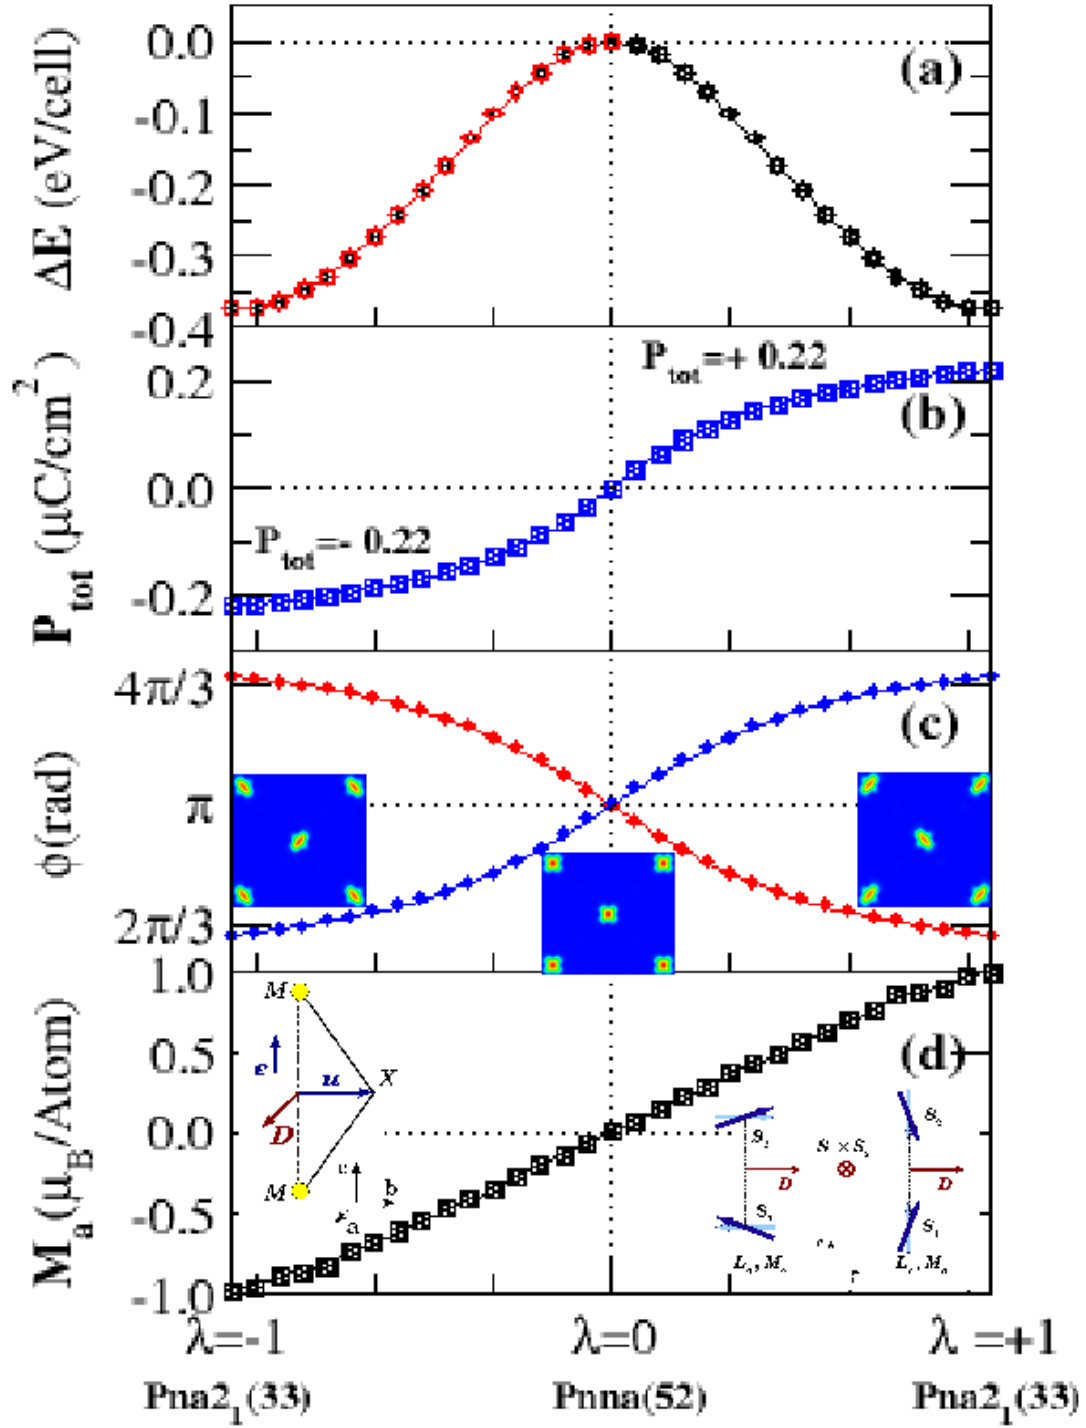 ΔE (eV/cell)
0.0
-0.1
-0.2
-0.3
-0.4
(a)
P_tot (μC/cm²)
0.2
0.0
-0.2
P_tot=+ 0.22
P_tot=- 0.22
(b)
ϕ(rad)
4π/3
π
2π/3
(c)
M_a (μ_B/Atom)
1.0
0.5
0.0
-0.5
-1.0
(d)
M
c
u
X
D
M
c
b
a
D
D
S₂
S₁
λ=-1
λ=0
λ =+1
Pna2₁(33)
Pnna(52)
Pna2₁(33)